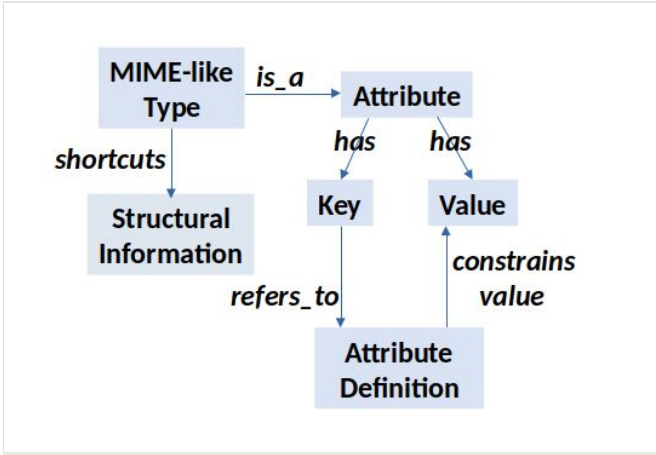 MIME-like
Type
is_a
Attribute
has
has
shortcuts
Key
Value
Structural
Information
refers_to
constrains
value
Attribute
Definition